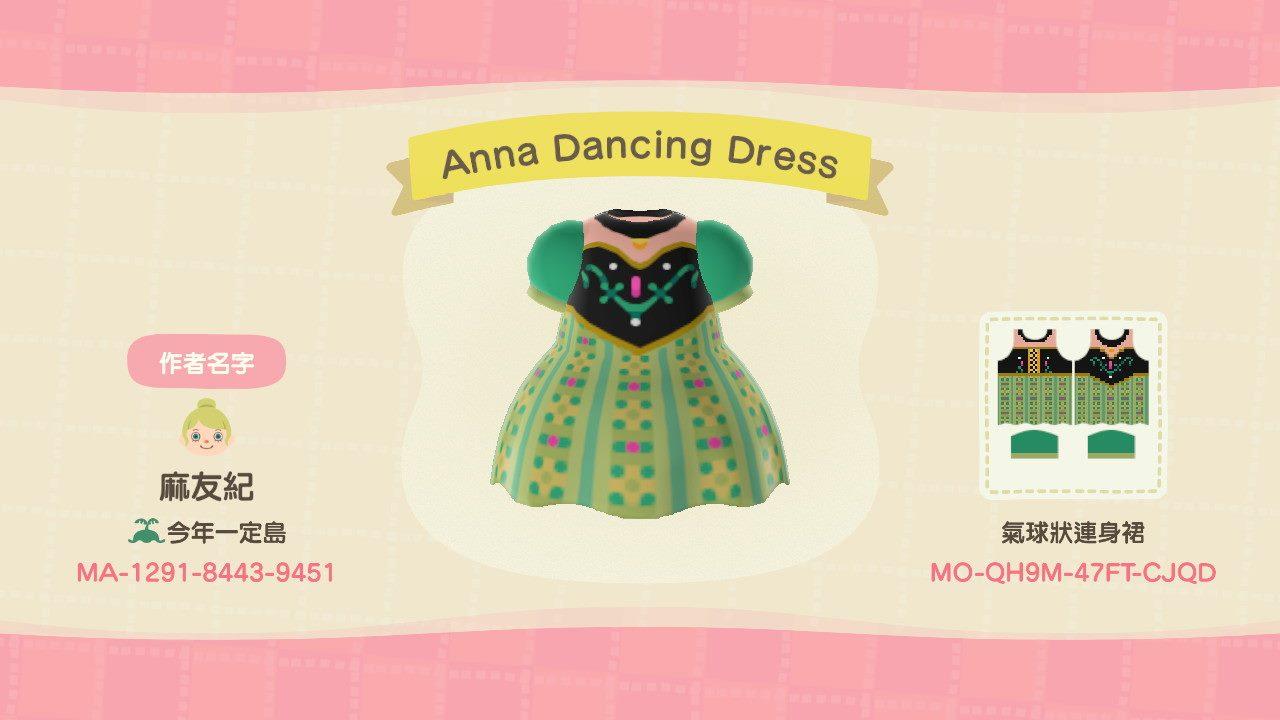 Anna Dancing Dress
作者名字
麻友紀
今年一定島
MA-1291-8443-9451
氣球狀連身裙
MO-QH9M-47FT-CJQD